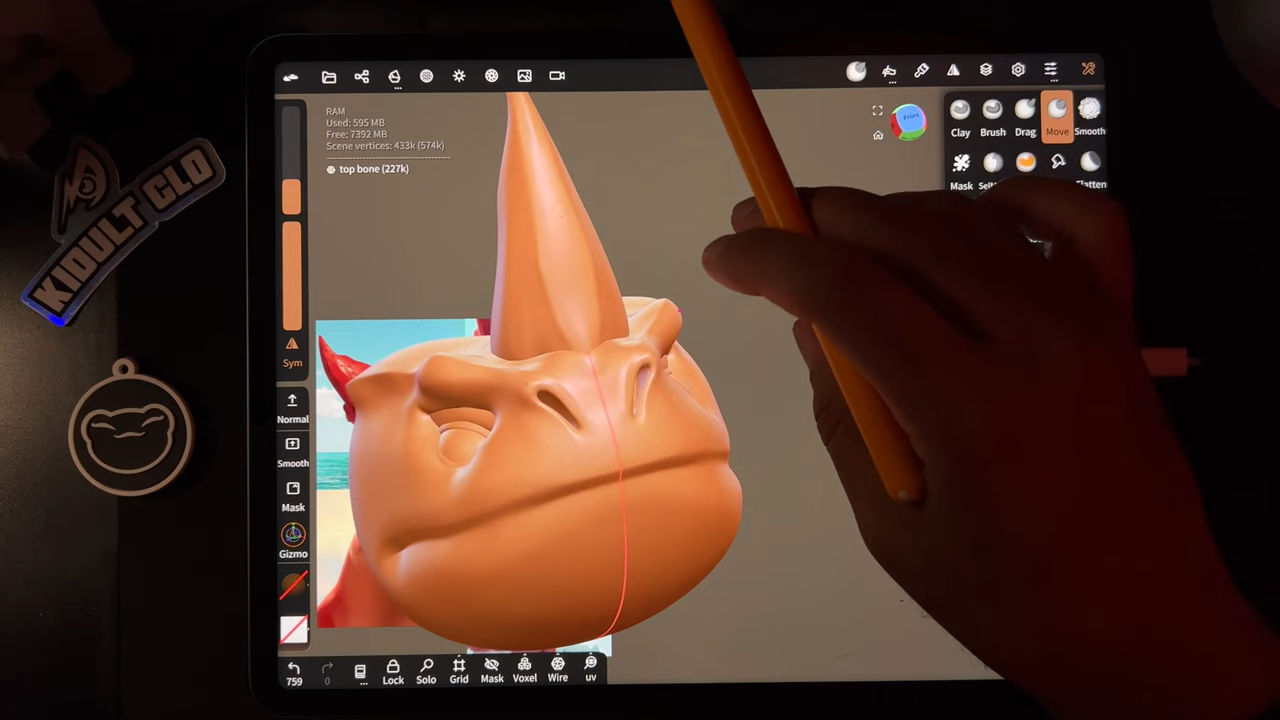 KIDULT CLO
RAM
Used: 595 MB
Free: 7392 MB
Scene vertices: 433k (574k)
top bone (227k)
Front
Clay
Brush
Drag
Move
Smooth
Mask
Sym
Normal
Smooth
Mask
Gizmo
759
0
Lock
Solo
Grid
Mask
Voxel
Wire
uv